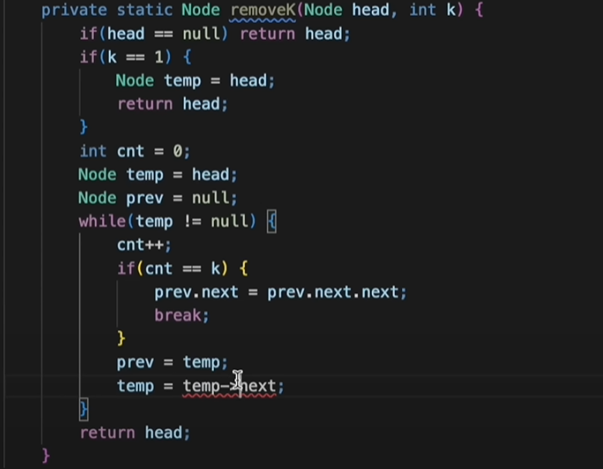 private static Node removeK(Node head, int k) {
if(head == null) return head;
if(k == 1) {
Node temp = head;
return head;
}
int cnt = 0;
Node temp = head;
Node prev = null;
while(temp != null) {
cnt++;
if(cnt == k) {
prev.next = prev.next.next;
break;
}
prev = temp;
temp = temp->next;
}
return head;
}